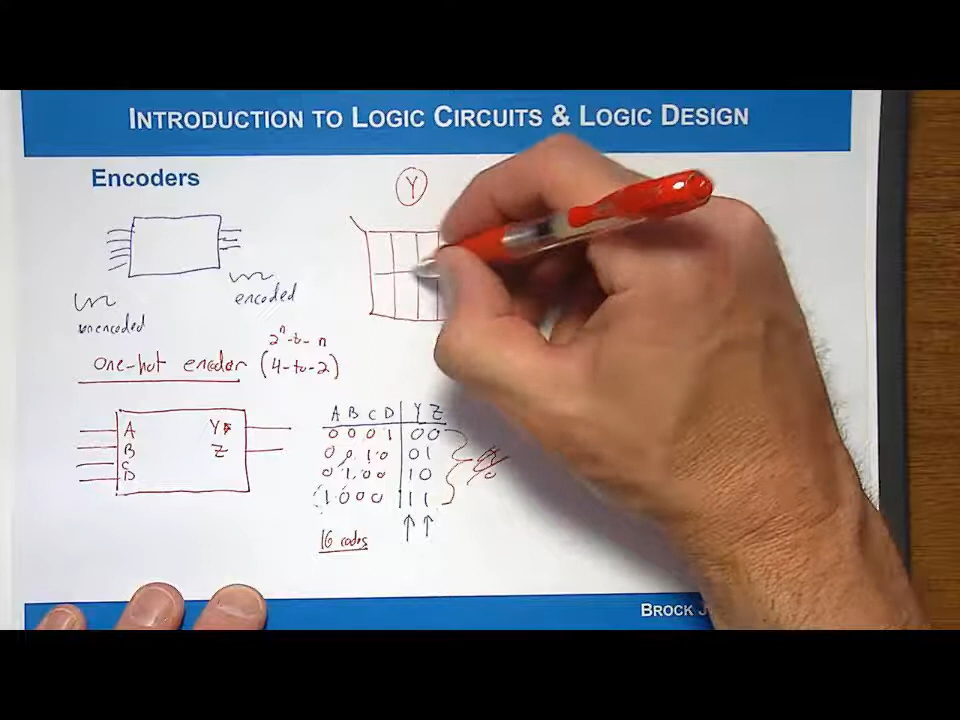 INTRODUCTION TO LOGIC CIRCUITS & LOGIC DESIGN
Encoders
Y
encoded
unencoded
2^n-to-n
one-hot encoder (4-to-2)
A B C D Y Z
0 0 0 1 0 0
0 0 1 0 0 1
0 1 0 0 1 0
1 0 0 0 1 1
A Y
B Z
C
D
16 codes
BROCK J